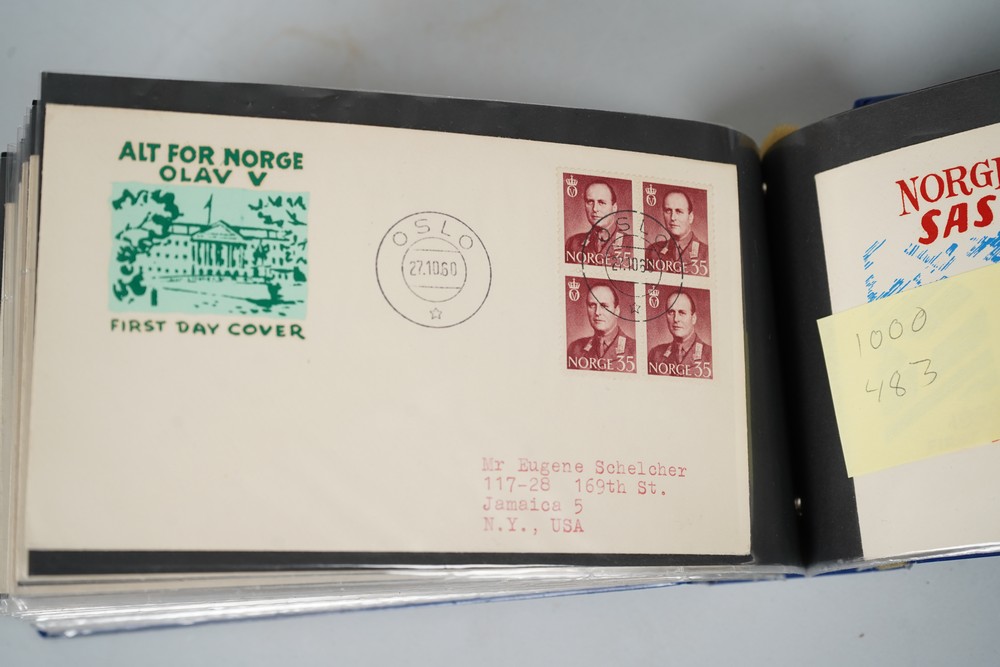 ALT FOR NORGE
OLAV V
FIRST DAY COVER
OSLO
27.10.60
OSLO
NORGE 35
NORGE 35
NORGE 35
NORGE 35
Mr Eugene Schelcher
117-28 169th St.
Jamaica 5
N.Y., USA
SAS
1000
483